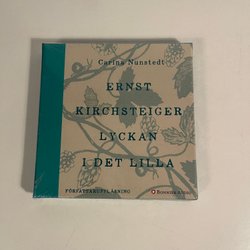 Carina Nunstedt
ERNST
KIRCHSTEIGER
LYCKAN
I DET LILLA
FÖRFATTARUPPLÄSNING
BONNIER AUDIO